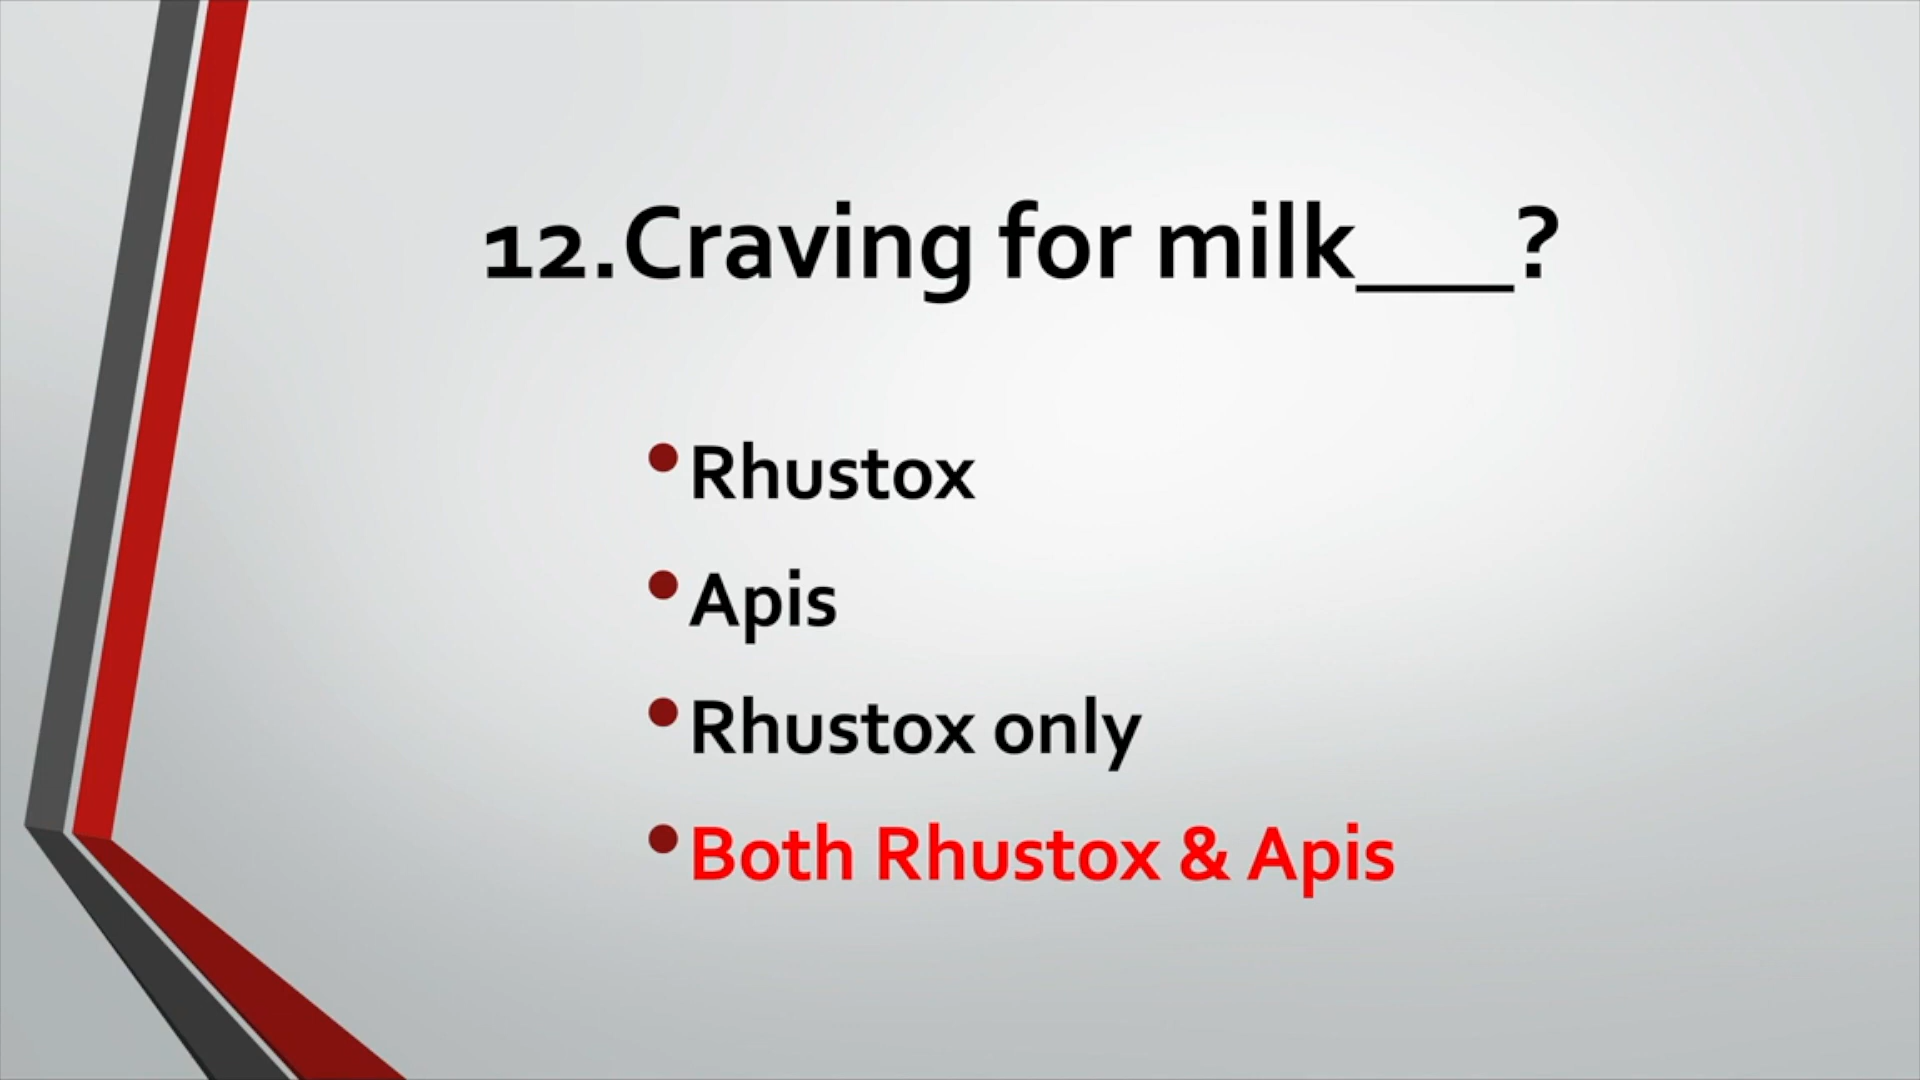 12.Craving for milk___?
•Rhustox
•Apis
•Rhustox only
•Both Rhustox & Apis